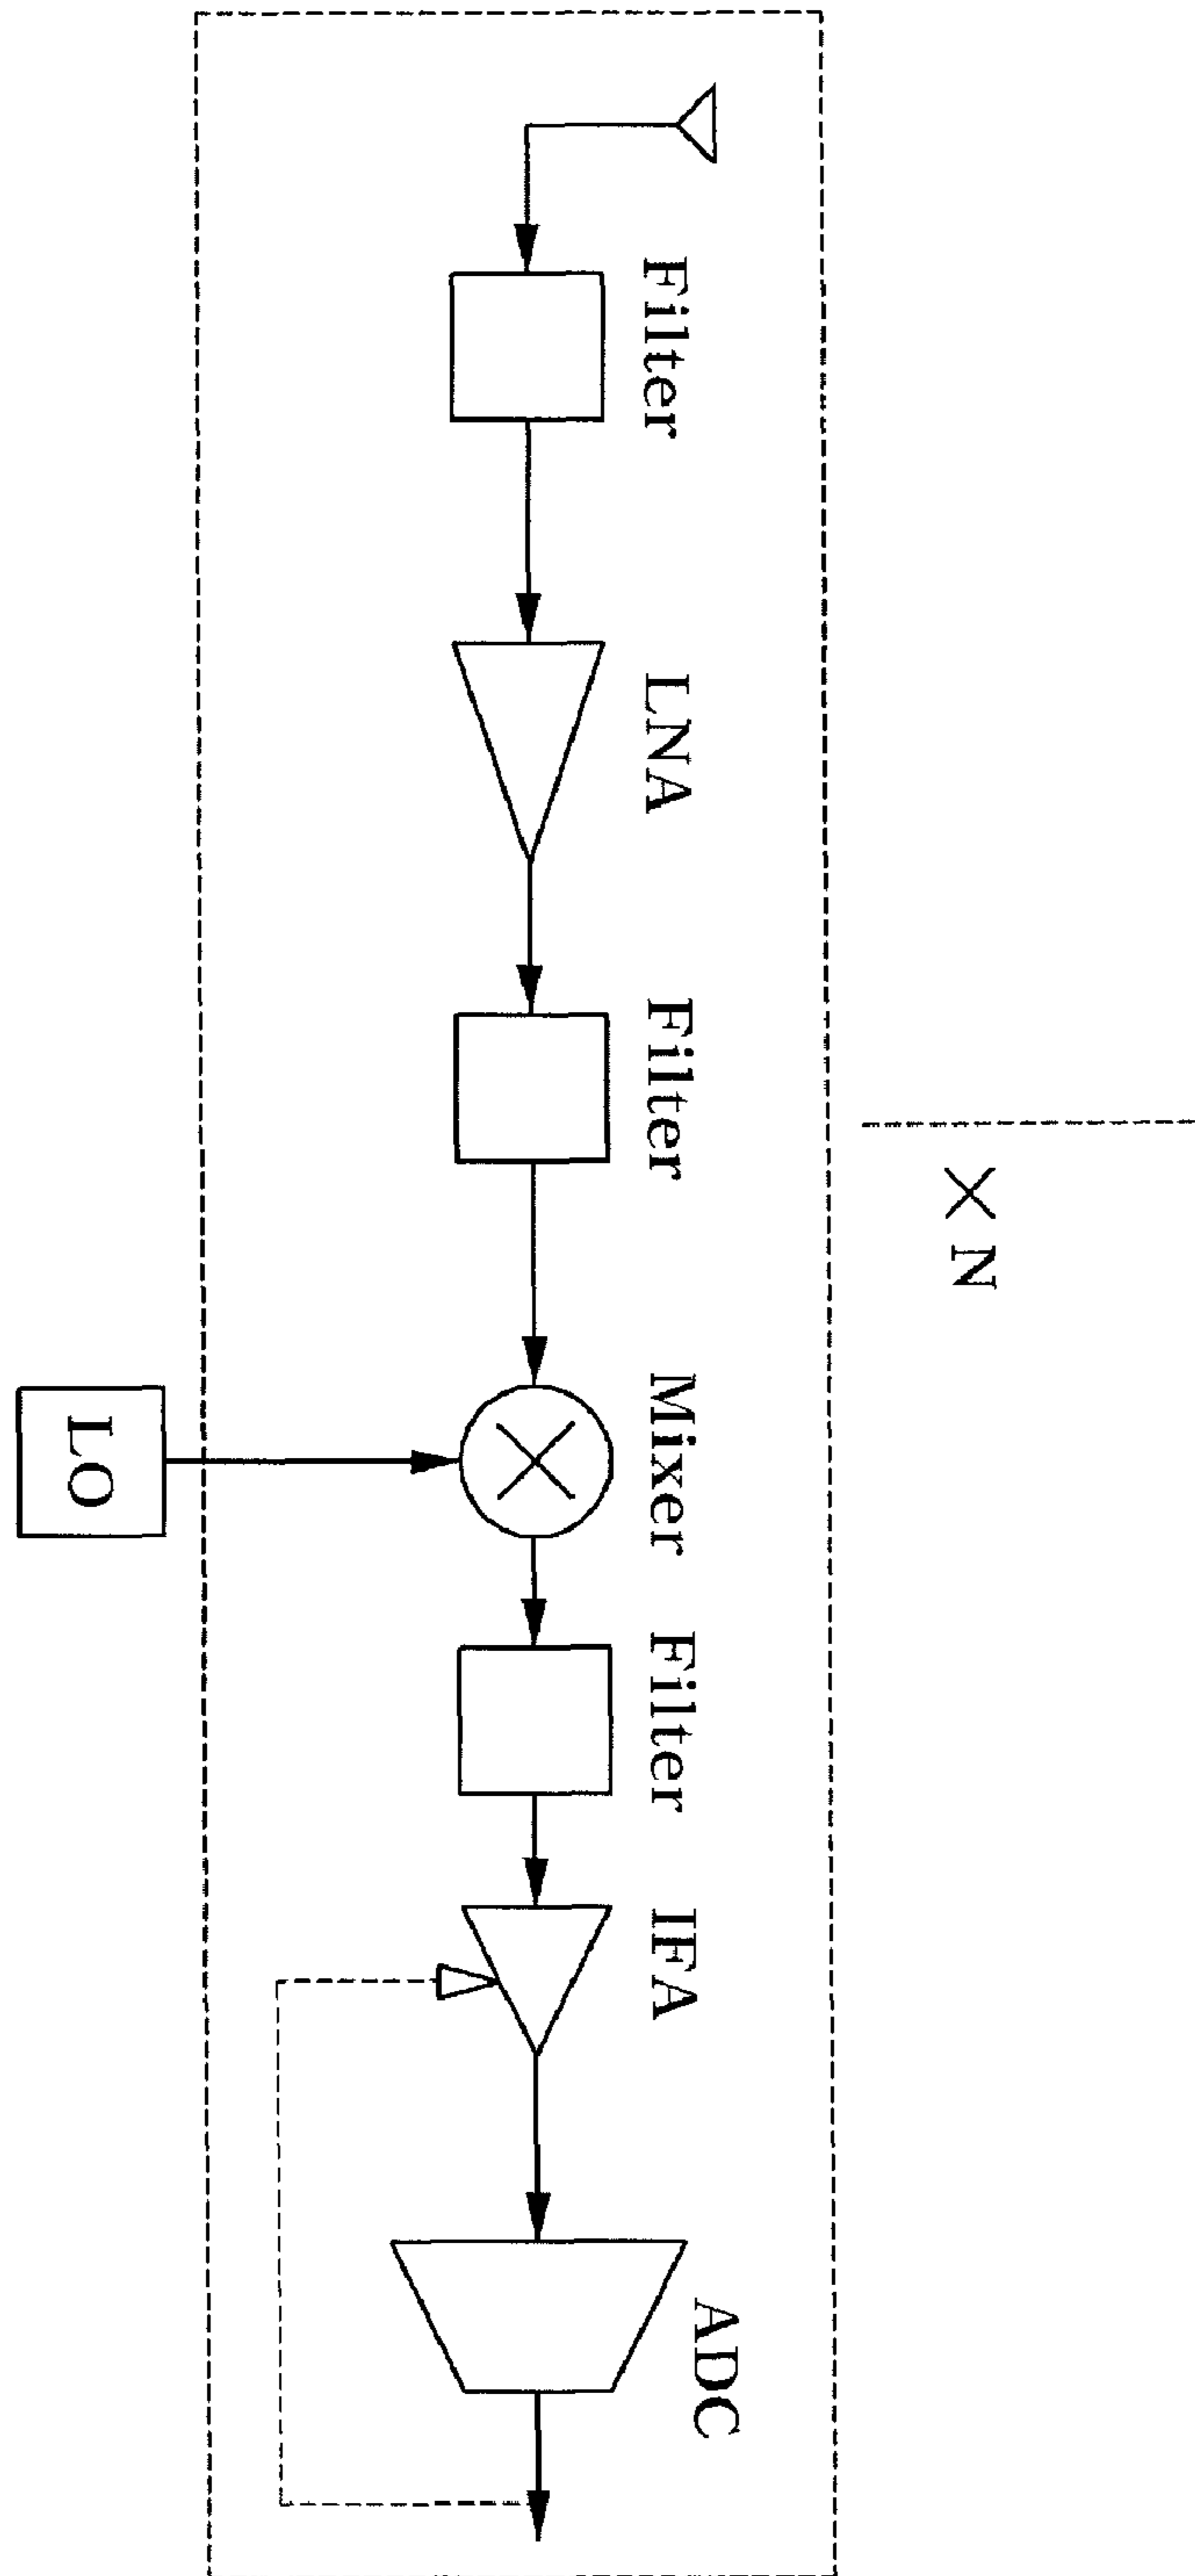 × N
Filter
LNA
Filter
Mixer
Filter
IFA
ADC
LO